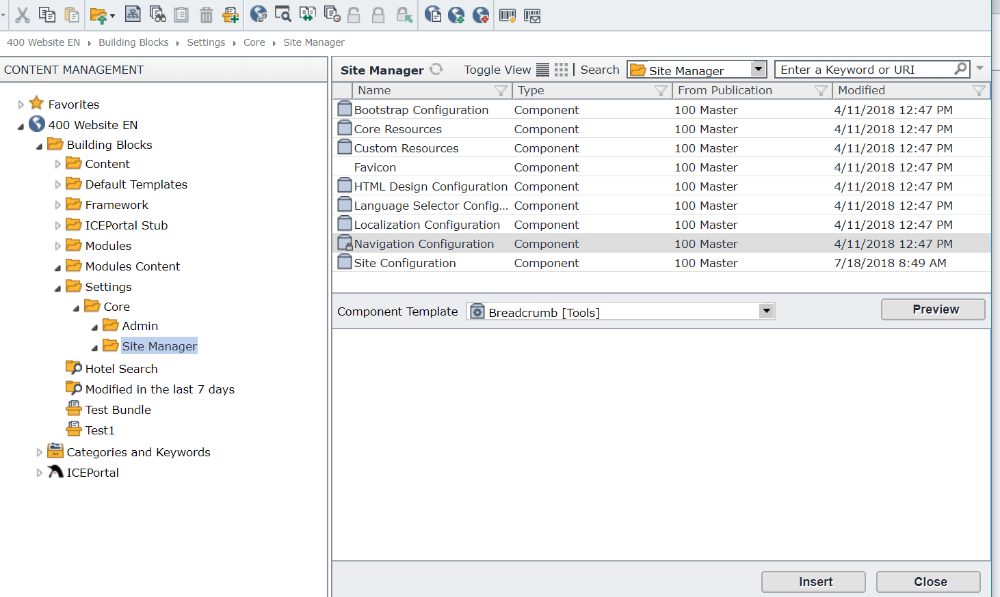 400 Website EN Building Blocks Settings Core Site Manager
CONTENT MANAGEMENT
Favorites
400 Website EN
Building Blocks
Content
Default Templates
Framework
ICEPortal Stub
Modules
Modules Content
Settings
Core
Admin
Site Manager
Hotel Search
Modified in the last 7 days
Test Bundle
Test1
Categories and Keywords
ICEPortal
Site Manager Toggle View Search Site Manager Enter a Keyword or URI
Name Type From Publication Modified
Bootstrap Configuration Component 100 Master 4/11/2018 12:47 PM
Core Resources Component 100 Master 4/11/2018 12:47 PM
Custom Resources Component 100 Master 4/11/2018 12:47 PM
Favicon Component 100 Master 4/11/2018 12:47 PM
HTML Design Configuration Component 100 Master 4/11/2018 12:47 PM
Language Selector Config... Component 100 Master 4/11/2018 12:47 PM
Localization Configuration Component 100 Master 4/11/2018 12:47 PM
Navigation Configuration Component 100 Master 4/11/2018 12:47 PM
Site Configuration Component 100 Master 7/18/2018 8:49 AM
Component Template Breadcrumb [Tools] Preview
Insert Close